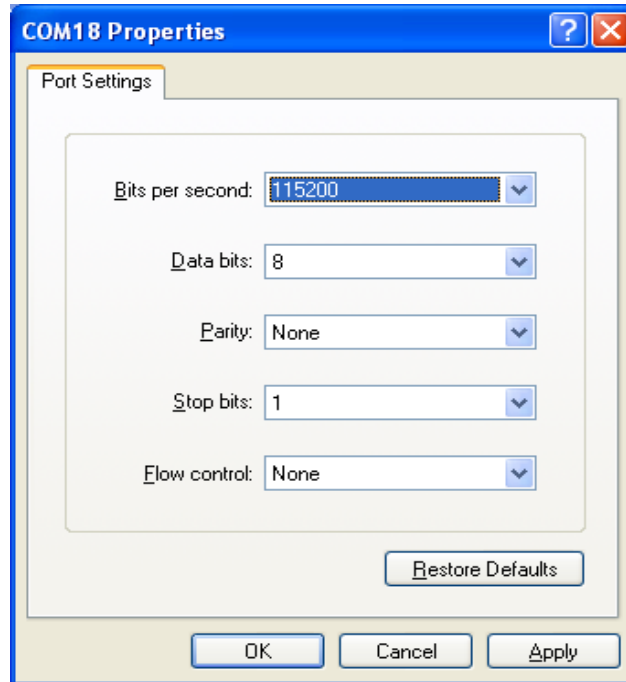 COM18 Properties
Port Settings
Bits per second: 115200
Data bits: 8
Parity: None
Stop bits: 1
Flow control: None
Restore Defaults
OK Cancel Apply